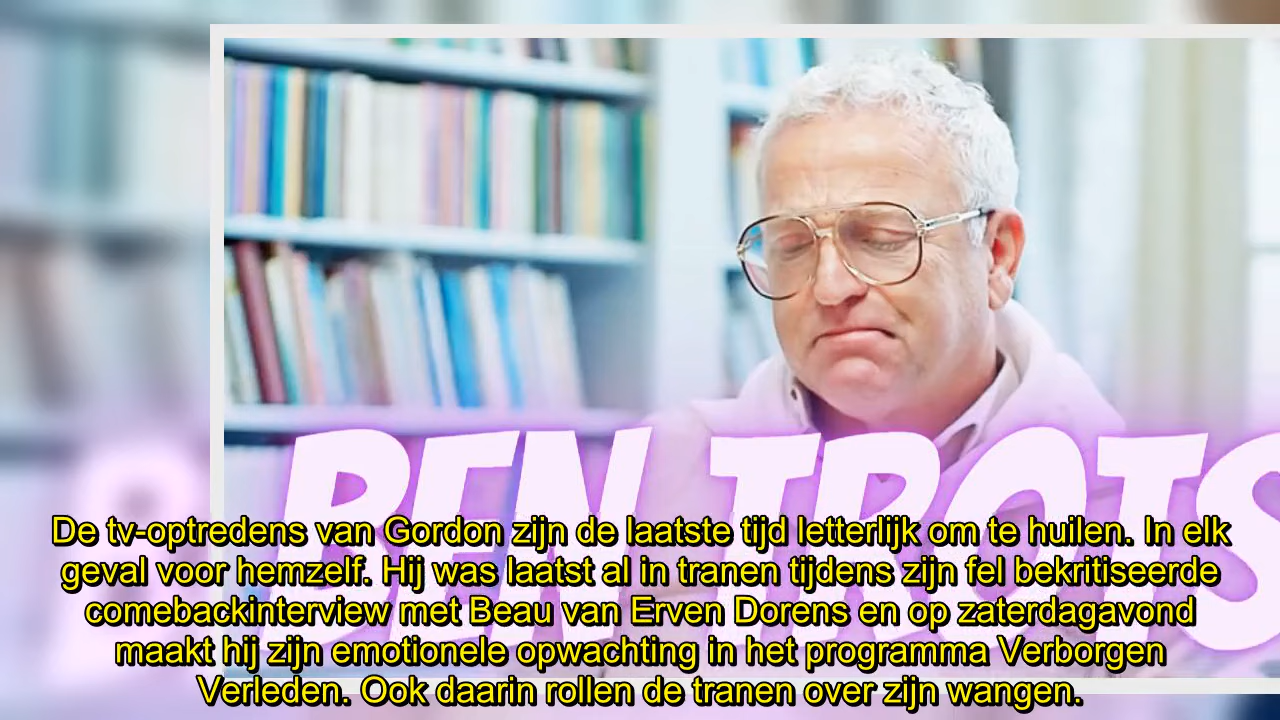 BEN TROTS
De tv-optredens van Gordon zijn de laatste tijd letterlijk om te huilen. In elk
geval voor hemzelf. Hij was laatst al in tranen tijdens zijn fel bekritiseerde
comebackinterview met Beau van Erven Dorens en op zaterdagavond
maakt hij zijn emotionele opwachting in het programma Verborgen
Verleden. Ook daarin rollen de tranen over zijn wangen.